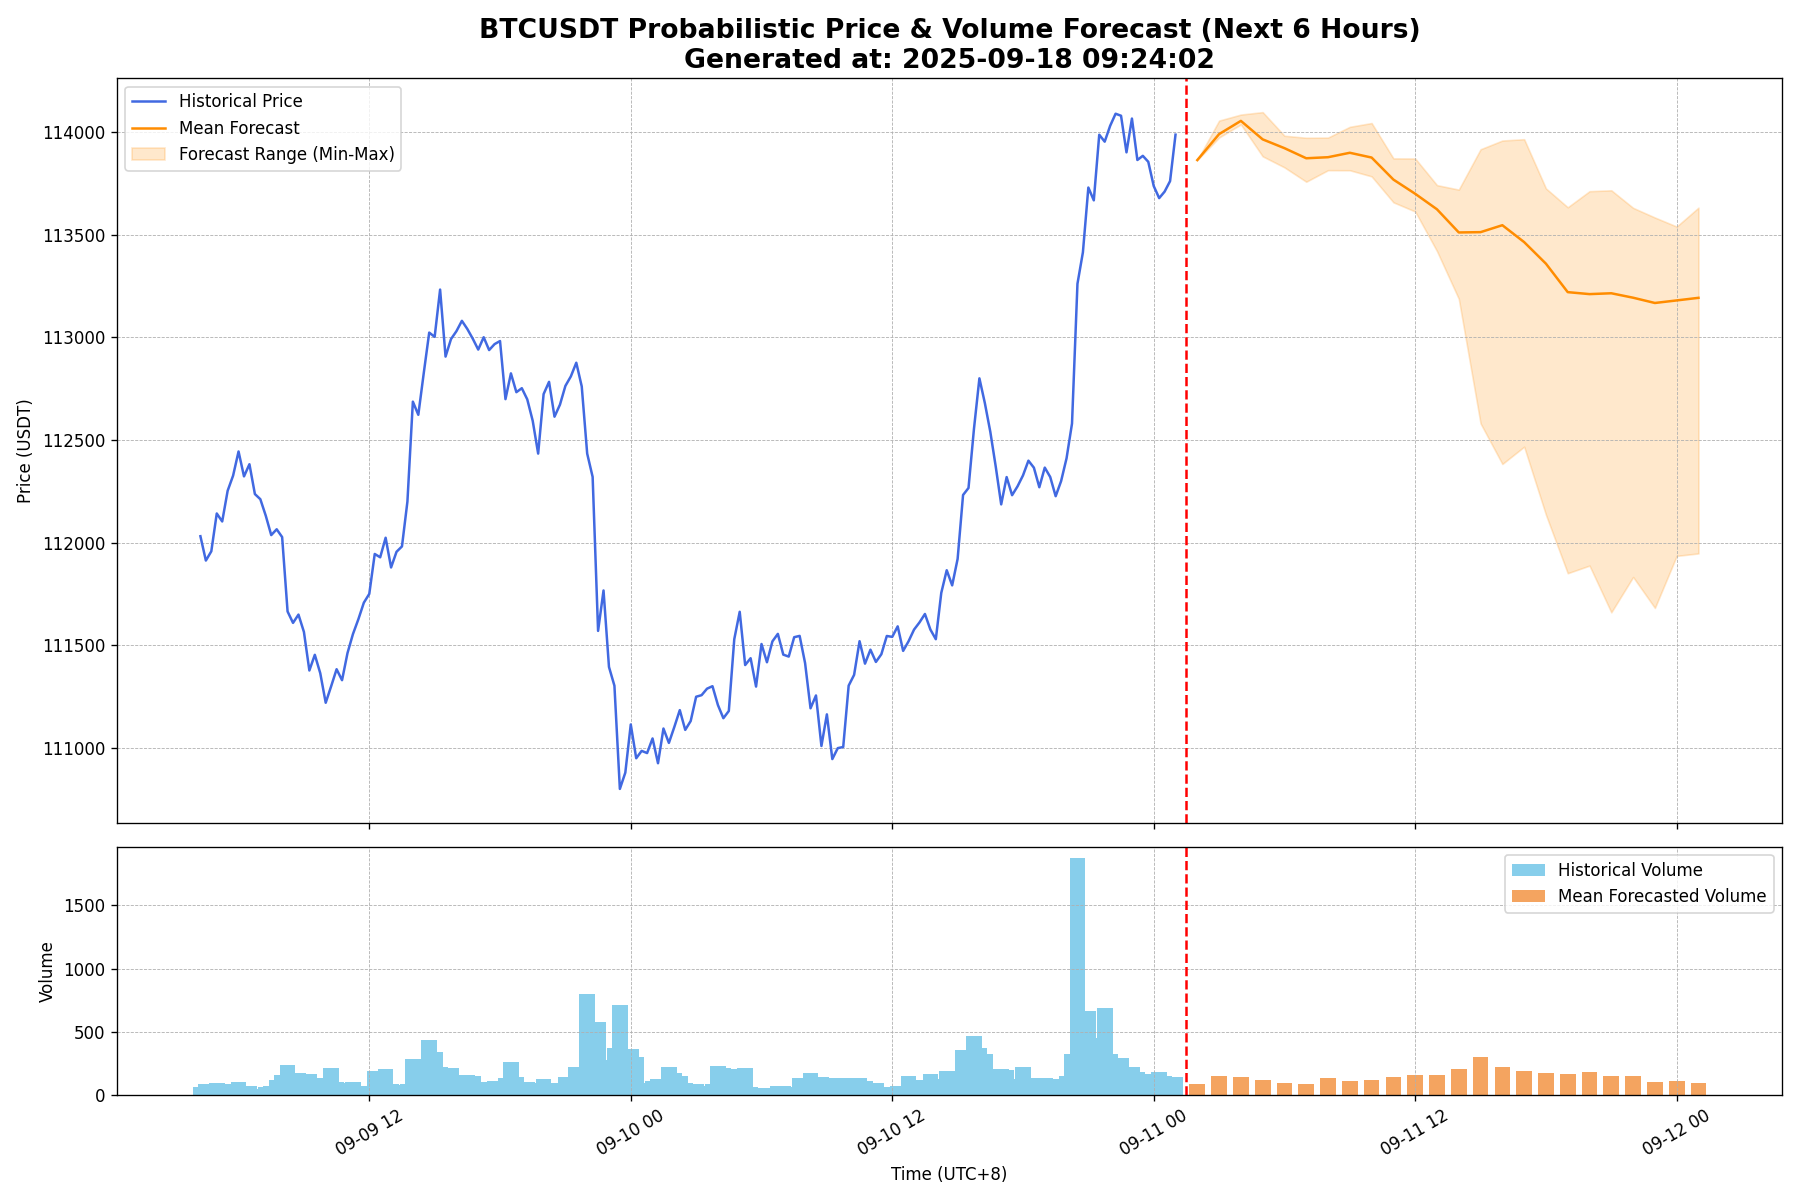 BTCUSDT Probabilistic Price & Volume Forecast (Next 6 Hours)
Generated at: 2025-09-18 09:24:02
Historical Price
Mean Forecast
Forecast Range (Min-Max)
114000
113500
113000
112500
112000
111500
111000
Price (USDT)
Historical Volume
Mean Forecasted Volume
1500
1000
500
0
Volume
09-09 12
09-10 00
09-10 12
09-11 00
09-11 12
09-12 00
Time (UTC+8)